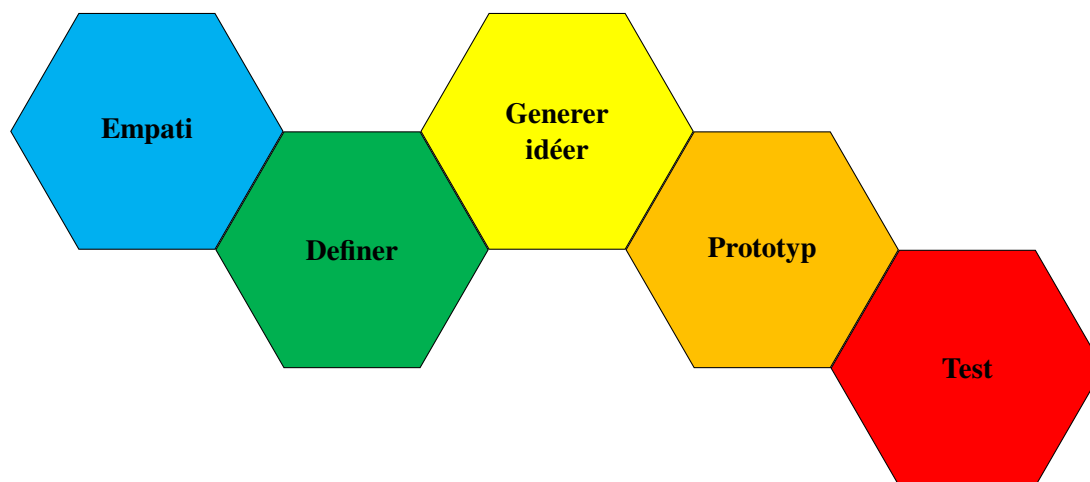 Empati
Definer
Generer
idéer
Prototyp
Test